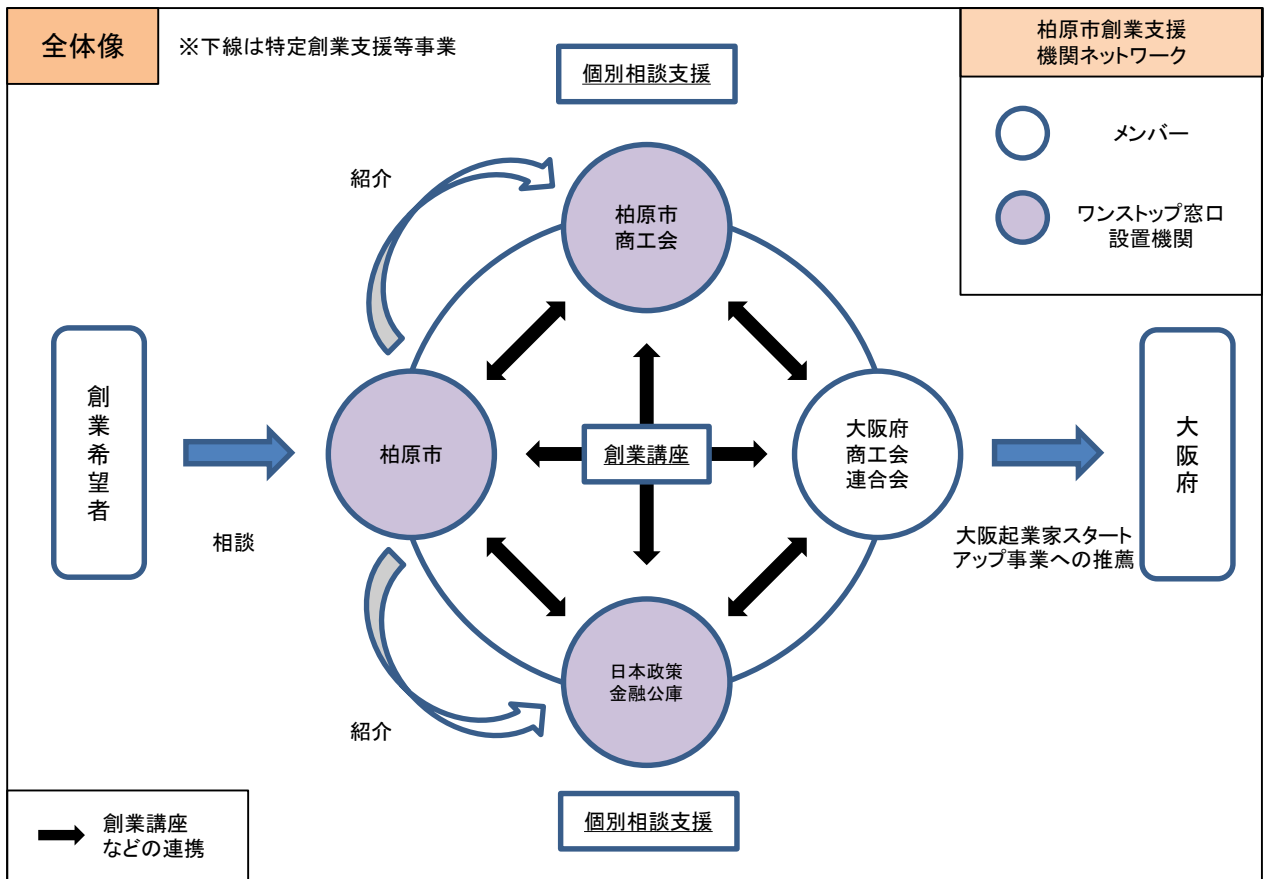 全体像
※下線は特定創業支援等事業
柏原市創業支援
機関ネットワーク
メンバー
ワンストップ窓口
設置機関
個別相談支援
紹介
柏原市
商工会
創業希望者
相談
柏原市
創業講座
大阪府
商工会
連合会
大阪起業家スタート
アップ事業への推薦
大阪府
日本政策
金融公庫
紹介
個別相談支援
創業講座
などの連携